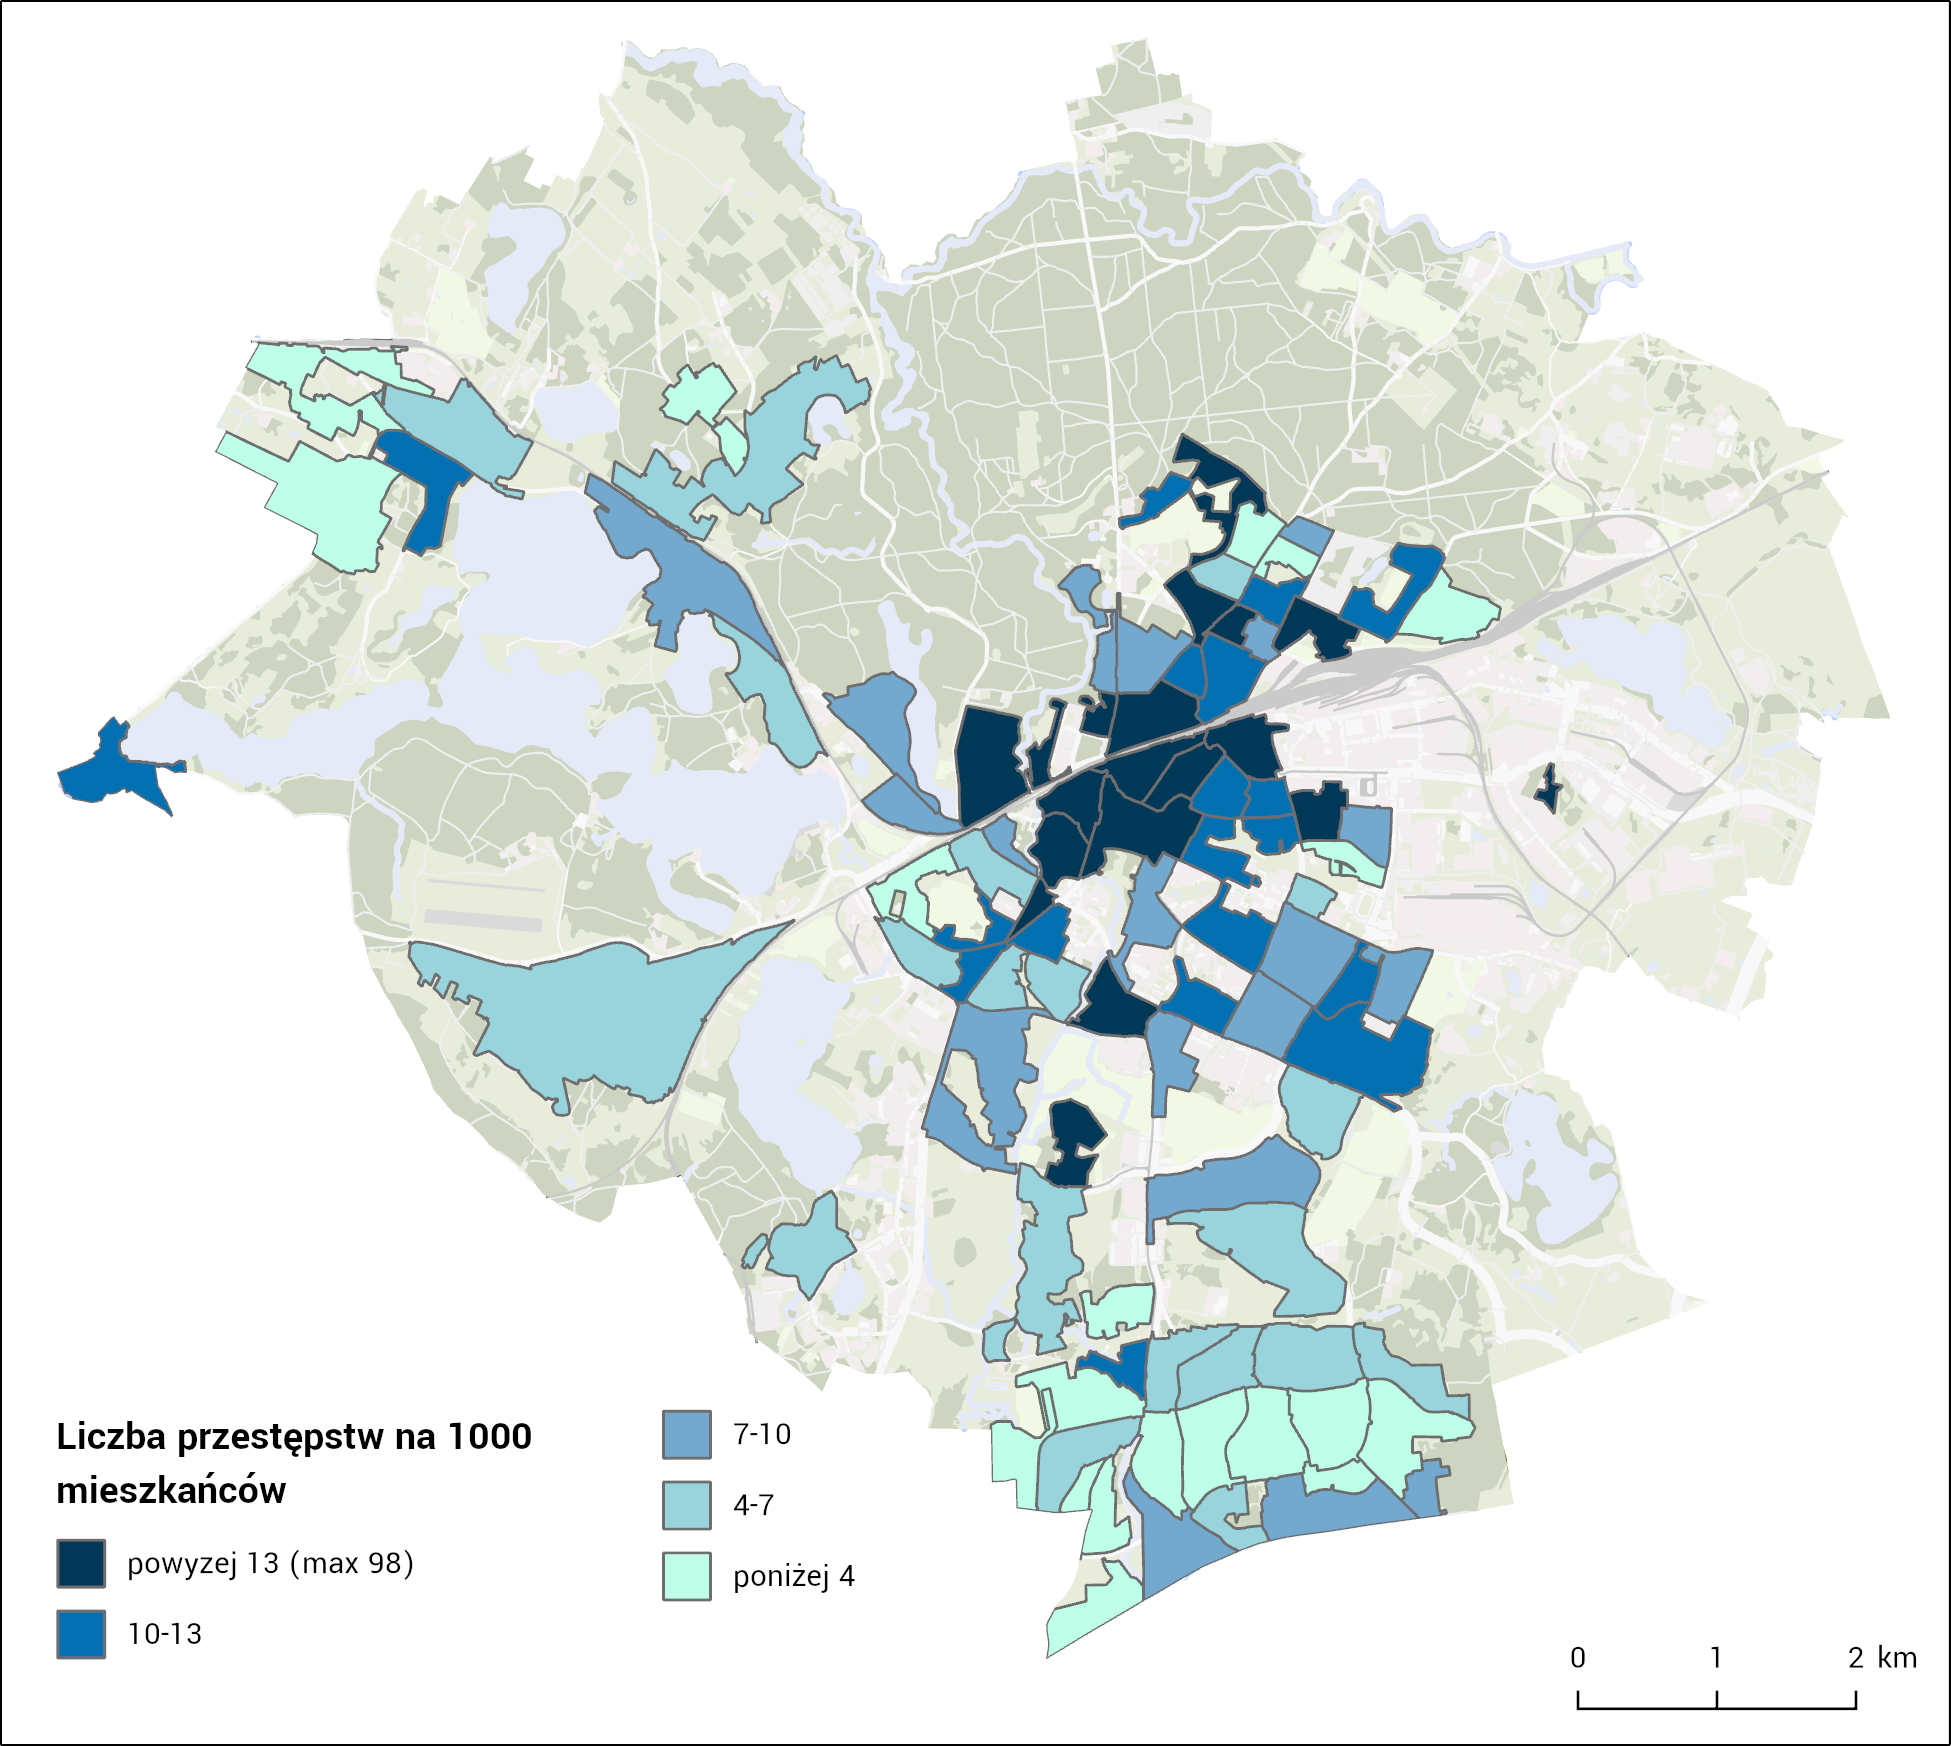 Liczba przestępstw na 1000
mieszkańców
powyzej 13 (max 98)
10-13
7-10
4-7
poniżej 4
0 1 2 km